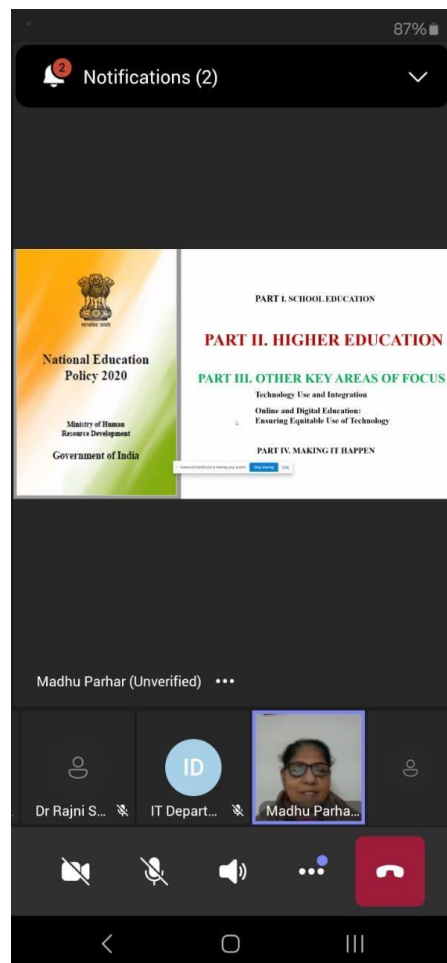 87%
2
Notifications (2)
National Education
Policy 2020
Ministry of Human
Resource Development
Government of India
PART I. SCHOOL EDUCATION
PART II. HIGHER EDUCATION
PART III. OTHER KEY AREAS OF FOCUS
Technology Use and Integration
Online and Digital Education:
Ensuring Equitable Use of Technology
PART IV. MAKING IT HAPPEN
Stop sharing
Hide
Madhu Parhar (Unverified)
ID
Dr Rajni S...
IT Depart...
Madhu Parha...